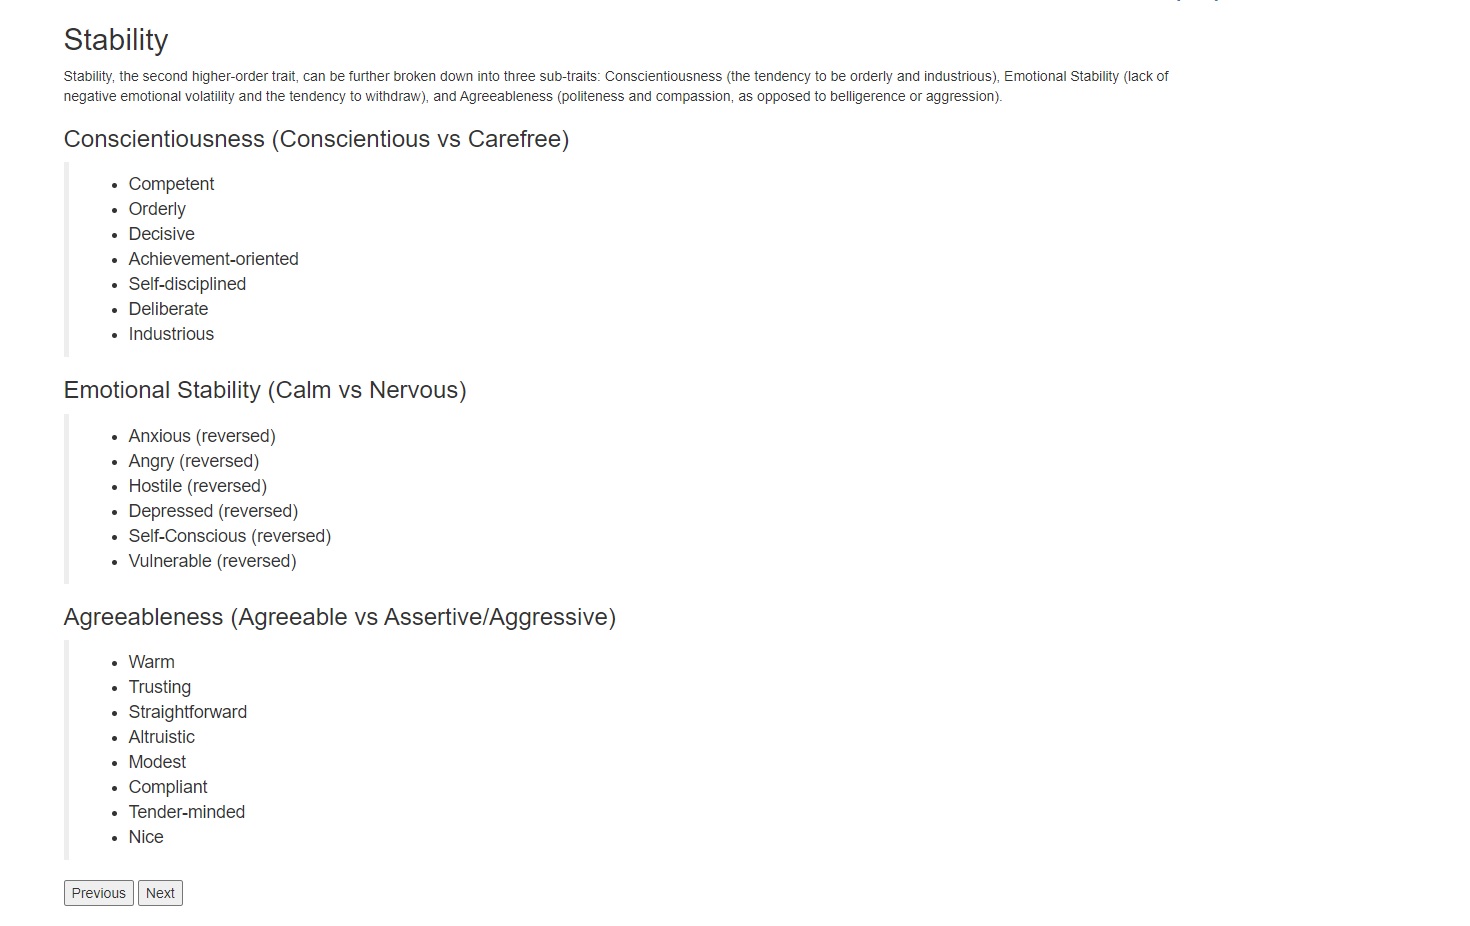 Stability
Stability, the second higher-order trait, can be further broken down into three sub-traits: Conscientiousness (the tendency to be orderly and industrious), Emotional Stability (lack of
negative emotional volatility and the tendency to withdraw), and Agreeableness (politeness and compassion, as opposed to belligerence or aggression).
Conscientiousness (Conscientious vs Carefree)
• Competent
• Orderly
• Decisive
• Achievement-oriented
• Self-disciplined
• Deliberate
• Industrious
Emotional Stability (Calm vs Nervous)
• Anxious (reversed)
• Angry (reversed)
• Hostile (reversed)
• Depressed (reversed)
• Self-Conscious (reversed)
• Vulnerable (reversed)
Agreeableness (Agreeable vs Assertive/Aggressive)
• Warm
• Trusting
• Straightforward
• Altruistic
• Modest
• Compliant
• Tender-minded
• Nice
Previous Next